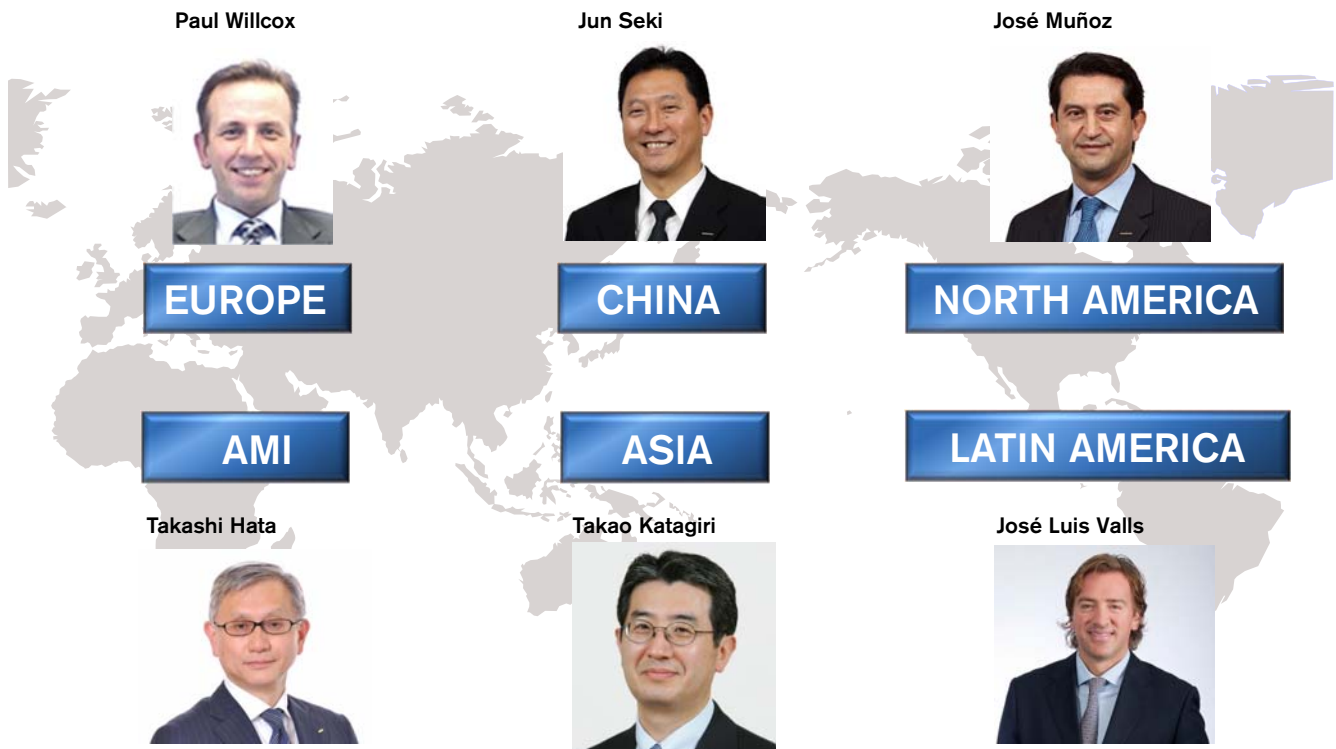 Paul Willcox
Jun Seki
José Muñoz
EUROPE
CHINA
NORTH AMERICA
AMI
ASIA
LATIN AMERICA
Takashi Hata
Takao Katagiri
José Luis Valls